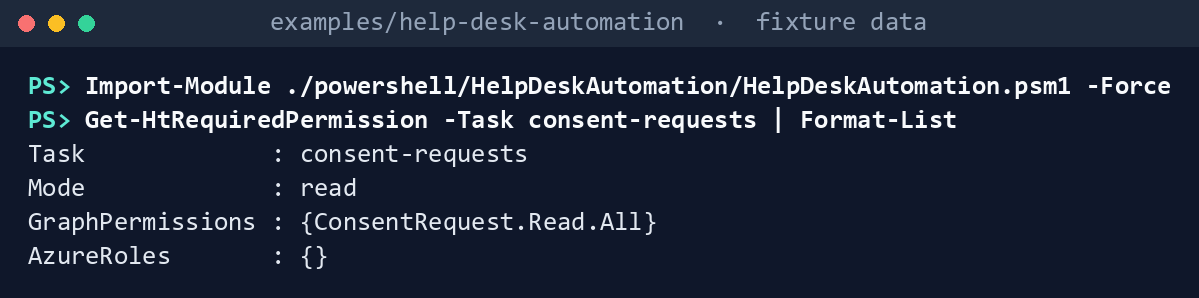 examples/help-desk-automation · fixture data
PS> Import-Module ./powershell/HelpDeskAutomation/HelpDeskAutomation.psm1 -Force
PS> Get-HtRequiredPermission -Task consent-requests | Format-List
Task             : consent-requests
Mode             : read
GraphPermissions : {ConsentRequest.Read.All}
AzureRoles       : {}